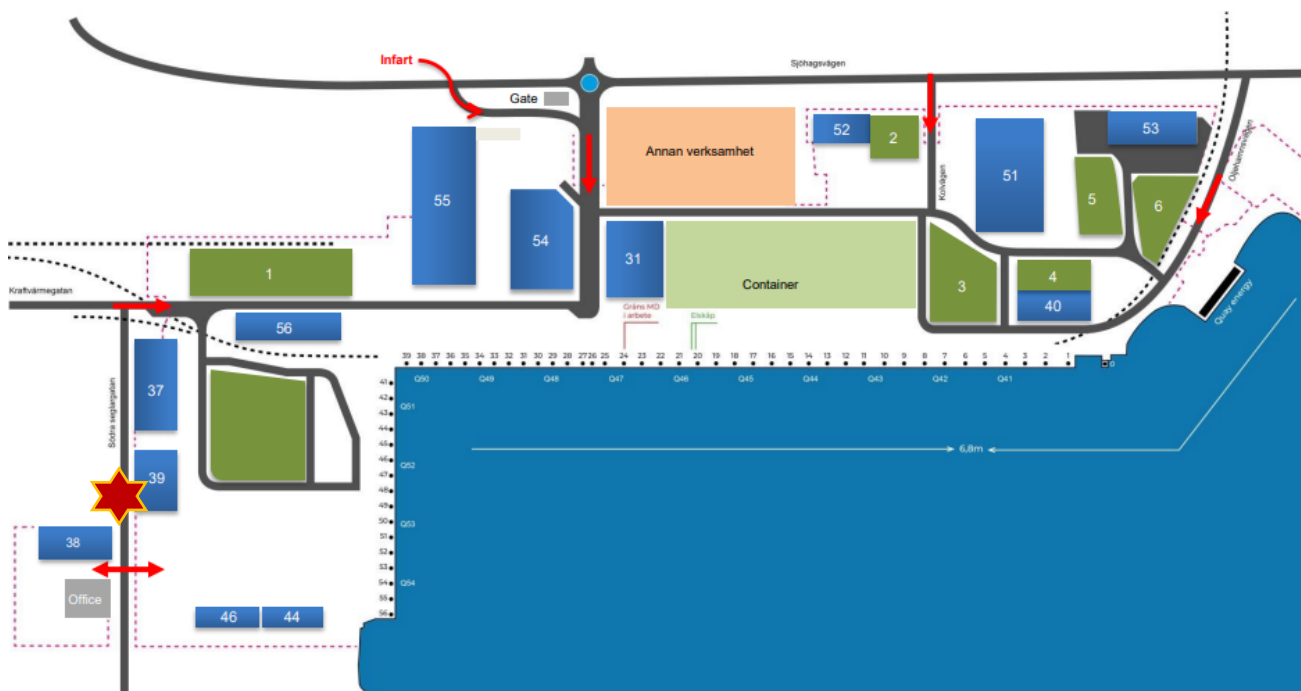 Sjöhagsvägen
Infart
Gate
52
2
53
Annan verksamhet
51
Kolvägen
Oljehamnsvägen
55
5
6
54
31
1
Container
3
4
40
Kraftvärmegatan
56
Gräns MD
i arbete
Elskåp
Quay energy
39 38 37 36 35 34 33 32 31 30 29 28 27 26 25 24 23 22 21 20 19 18 17 16 15 14 13 12 11 10 9 8 7 6 5 4 3 2 1
0
Q50 Q49 Q48 Q47 Q46 Q45 Q44 Q43 Q42 Q41
41
42
43
44
45
46
47
48
49
50
51
52
53
54
55
56
Q51
Q52
Q53
Q54
6,8m
37
Södra seglargatan
39
38
Office
46
44